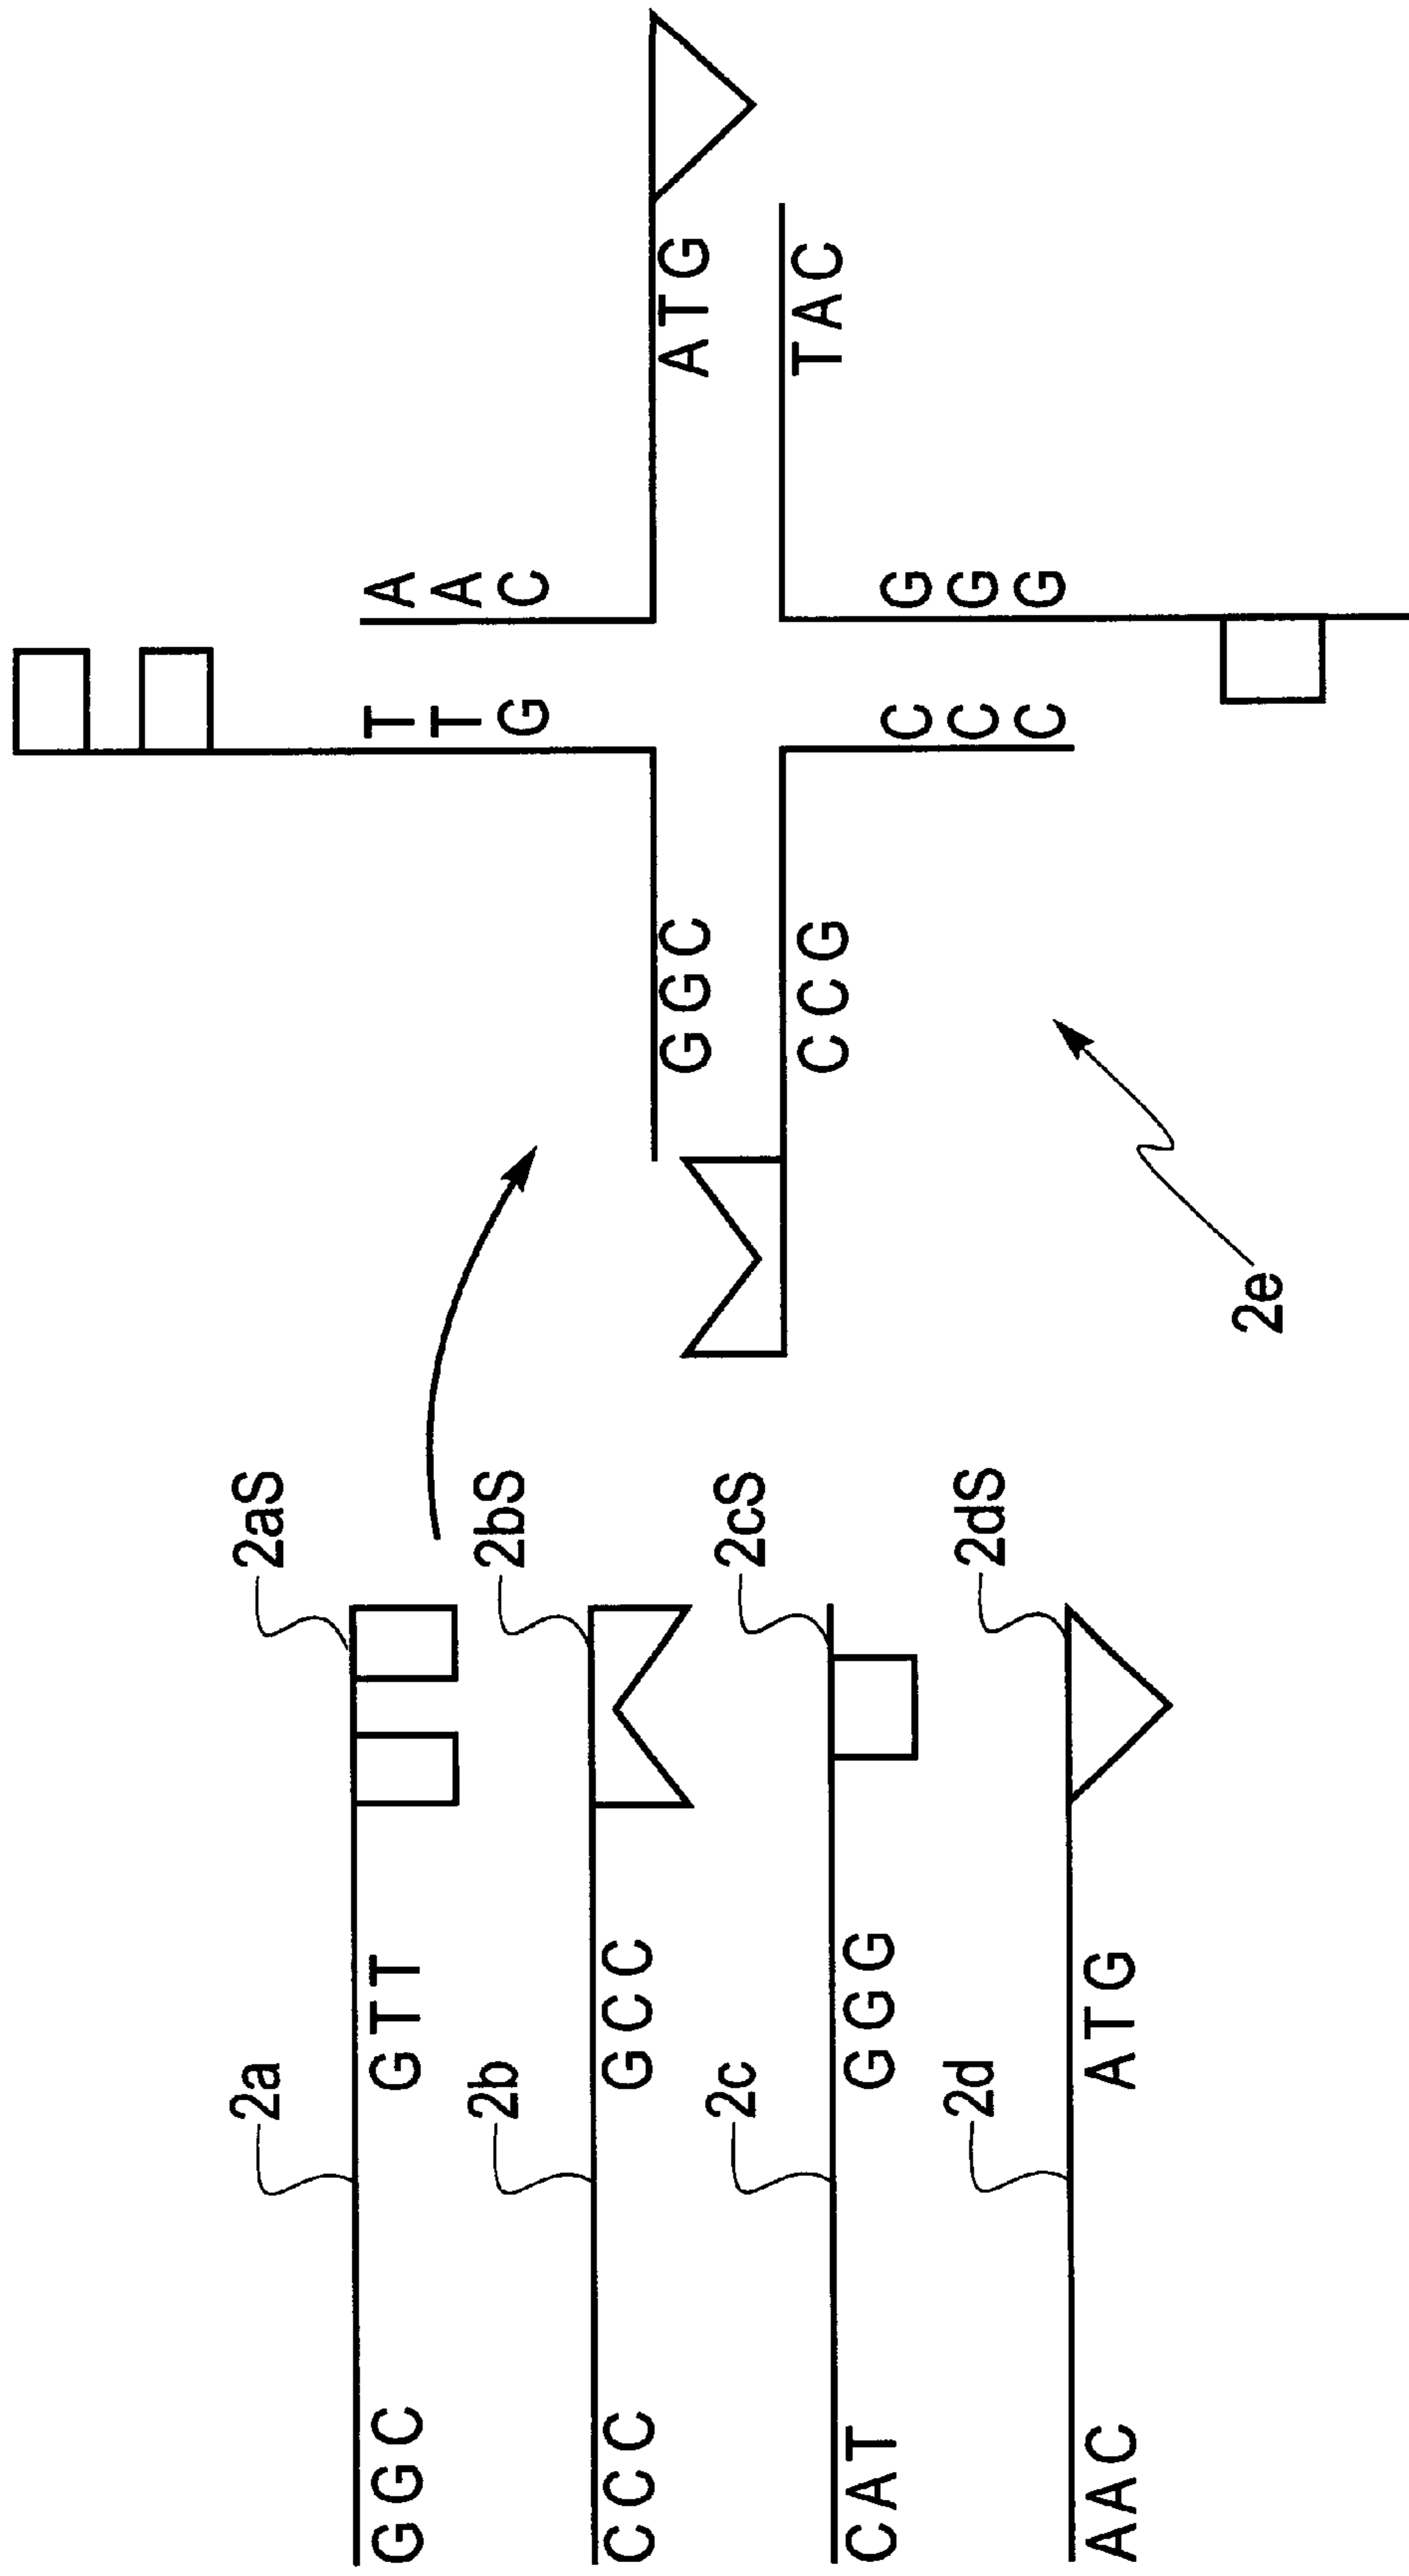 2a 2aS
GGC GTT
2b 2bS
CCC GCC
2c 2cS
CAT GGG
2d 2dS
AAC ATG
T A
T A
G C
GGC ATG
CCG TAC
C G
C G
C G
2e